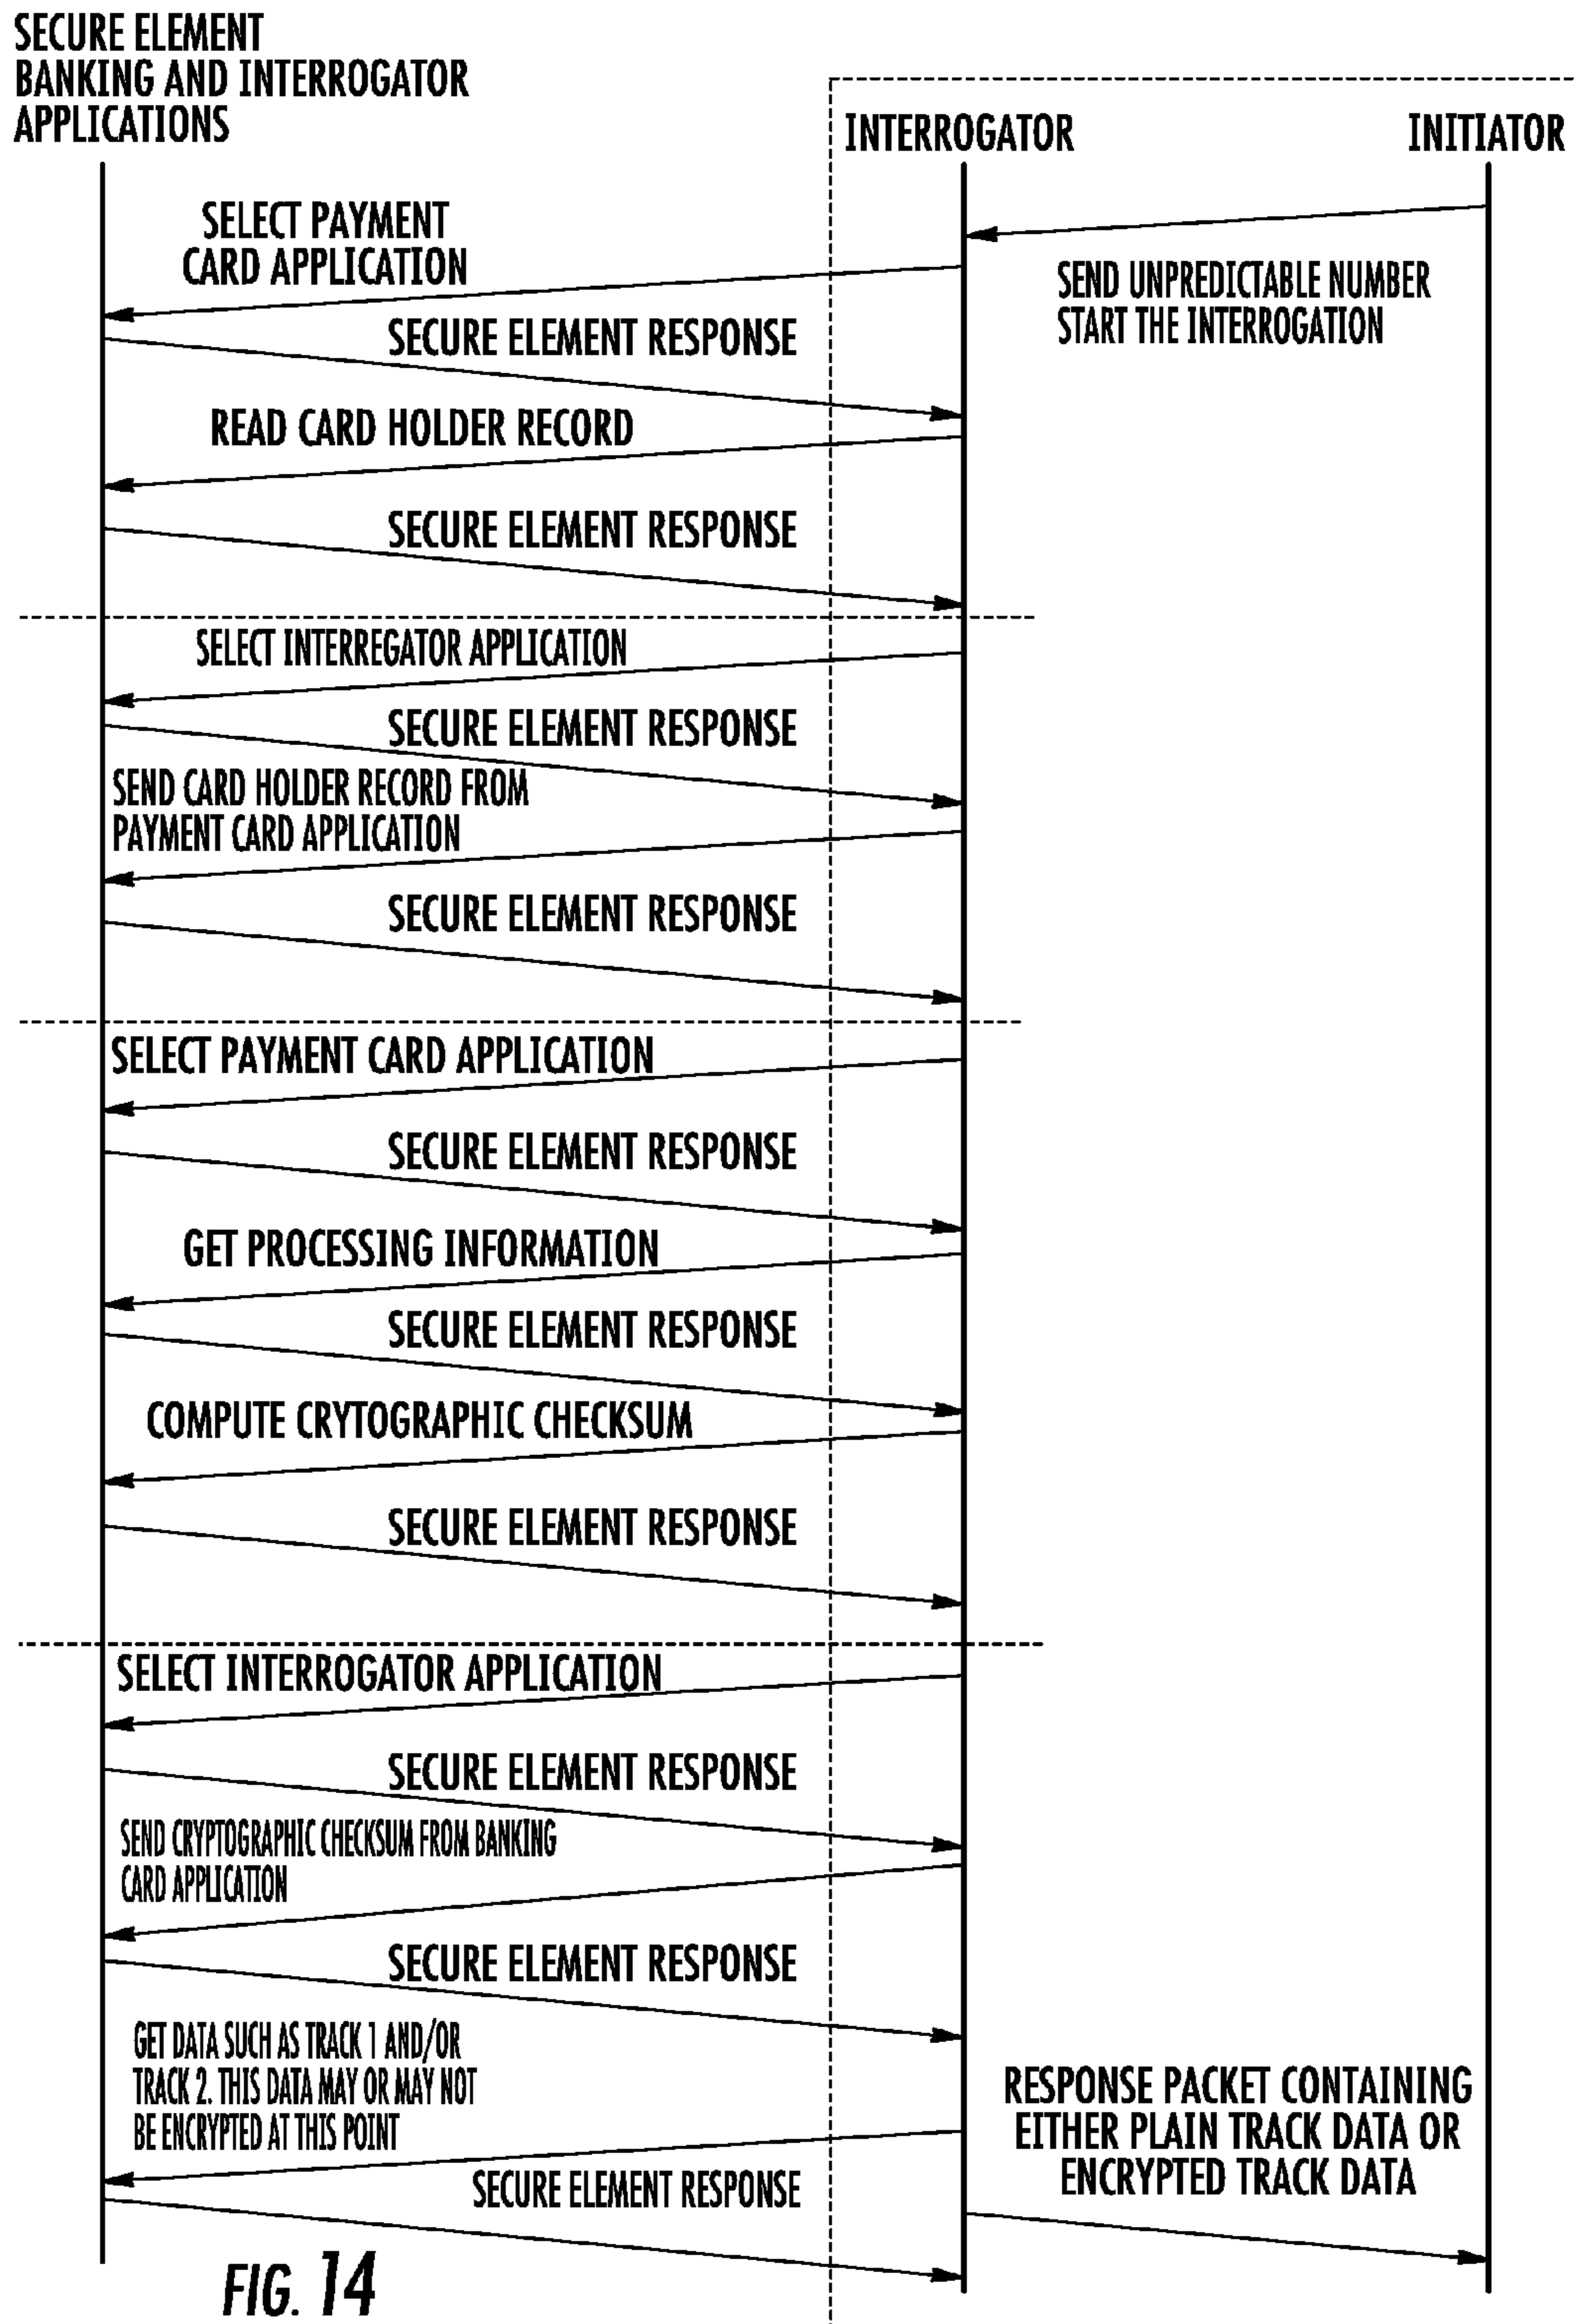 SECURE ELEMENT
BANKING AND INTERROGATOR
APPLICATIONS
INTERROGATOR
INITIATOR
SELECT PAYMENT
CARD APPLICATION
SEND UNPREDICTABLE NUMBER
START THE INTERROGATION
SECURE ELEMENT RESPONSE
READ CARD HOLDER RECORD
SECURE ELEMENT RESPONSE
SELECT INTERREGATOR APPLICATION
SECURE ELEMENT RESPONSE
SEND CARD HOLDER RECORD FROM
PAYMENT CARD APPLICATION
SECURE ELEMENT RESPONSE
SELECT PAYMENT CARD APPLICATION
SECURE ELEMENT RESPONSE
GET PROCESSING INFORMATION
SECURE ELEMENT RESPONSE
COMPUTE CRYTOGRAPHIC CHECKSUM
SECURE ELEMENT RESPONSE
SELECT INTERROGATOR APPLICATION
SECURE ELEMENT RESPONSE
SEND CRYPTOGRAPHIC CHECKSUM FROM BANKING
CARD APPLICATION
SECURE ELEMENT RESPONSE
GET DATA SUCH AS TRACK 1 AND/OR
TRACK 2. THIS DATA MAY OR MAY NOT
BE ENCRYPTED AT THIS POINT
RESPONSE PACKET CONTAINING
EITHER PLAIN TRACK DATA OR
ENCRYPTED TRACK DATA
SECURE ELEMENT RESPONSE
FIG. 14